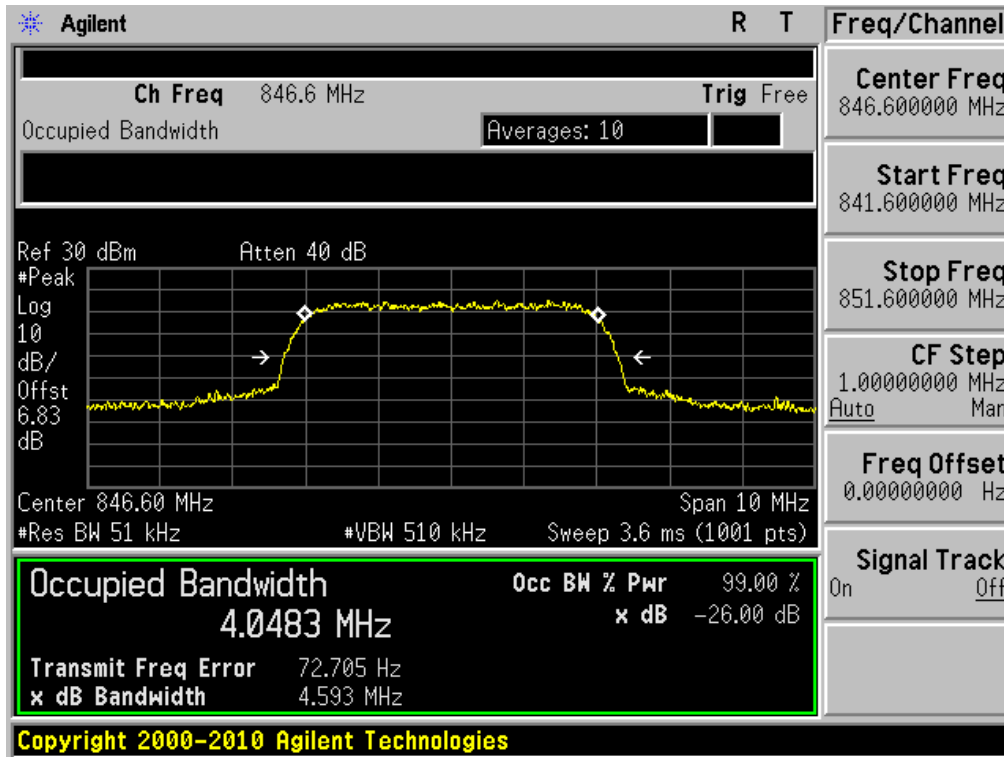 Agilent R T
Ch Freq 846.6 MHz Trig Free
Occupied Bandwidth Averages: 10
Ref 30 dBm Atten 40 dB
#Peak
Log
10
dB/
Offst
6.83
dB
Center 846.60 MHz Span 10 MHz
#Res BW 51 kHz #VBW 510 kHz Sweep 3.6 ms (1001 pts)
Occupied Bandwidth
4.0483 MHz
Occ BW % Pwr 99.00 %
x dB -26.00 dB
Transmit Freq Error 72.705 Hz
x dB Bandwidth 4.593 MHz
Copyright 2000-2010 Agilent Technologies
Freq/Channel
Center Freq
846.600000 MHz
Start Freq
841.600000 MHz
Stop Freq
851.600000 MHz
CF Step
1.00000000 MHz
Auto Man
Freq Offset
0.00000000 Hz
Signal Track
On Off